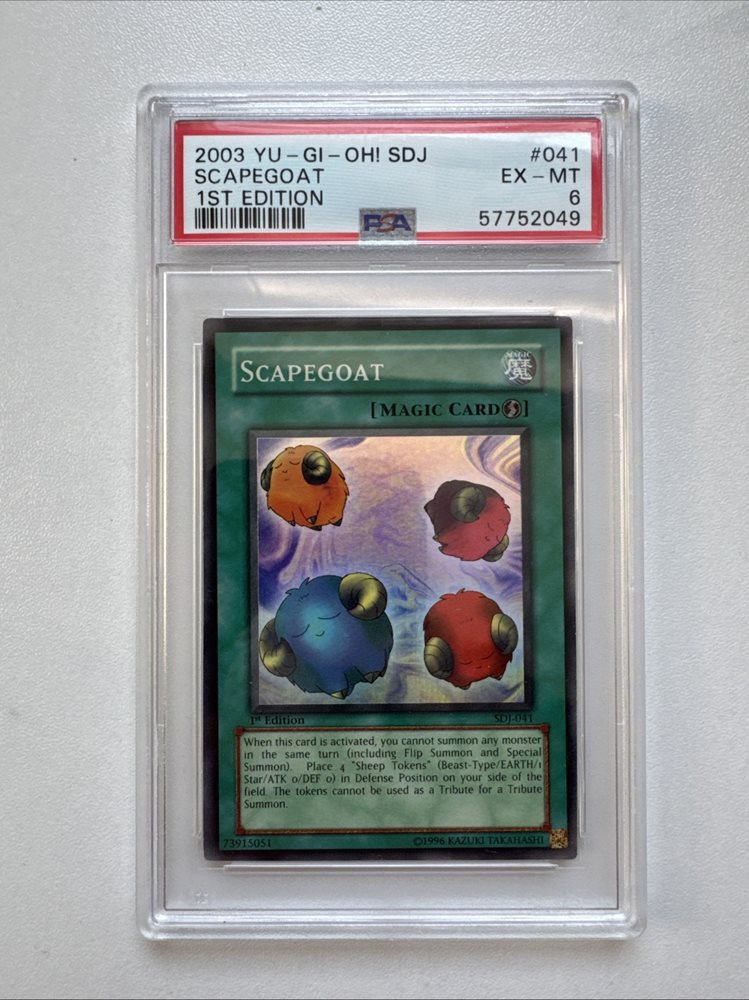 2003 YU-GI-OH! SDJ #041
SCAPEGOAT EX-MT
1ST EDITION 6
PSA 57752049
SCAPEGOAT
MAGIC
魔
[MAGIC CARD]
1st Edition SDJ-041
When this card is activated, you cannot summon any monster
in the same turn (including Flip Summon and Special
Summon). Place 4 "Sheep Tokens" (Beast-Type/EARTH/1
Star/ATK 0/DEF 0) in Defense Position on your side of the
field. The tokens cannot be used as a Tribute for a Tribute
Summon.
73915051 ©1996 KAZUKI TAKAHASHI